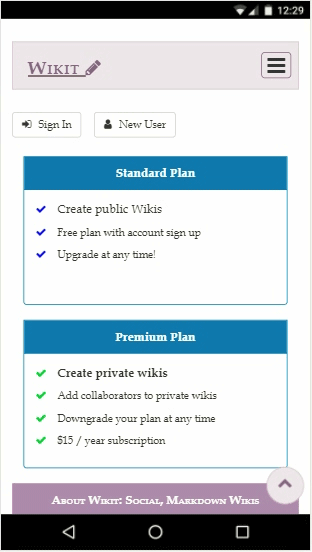 12:29
Wikit
Sign In
New User
Standard Plan
Create public Wikis
Free plan with account sign up
Upgrade at any time!
Premium Plan
Create private wikis
Add collaborators to private wikis
Downgrade your plan at any time
$15 / year subscription
About Wikit: Social, Markdown Wikis